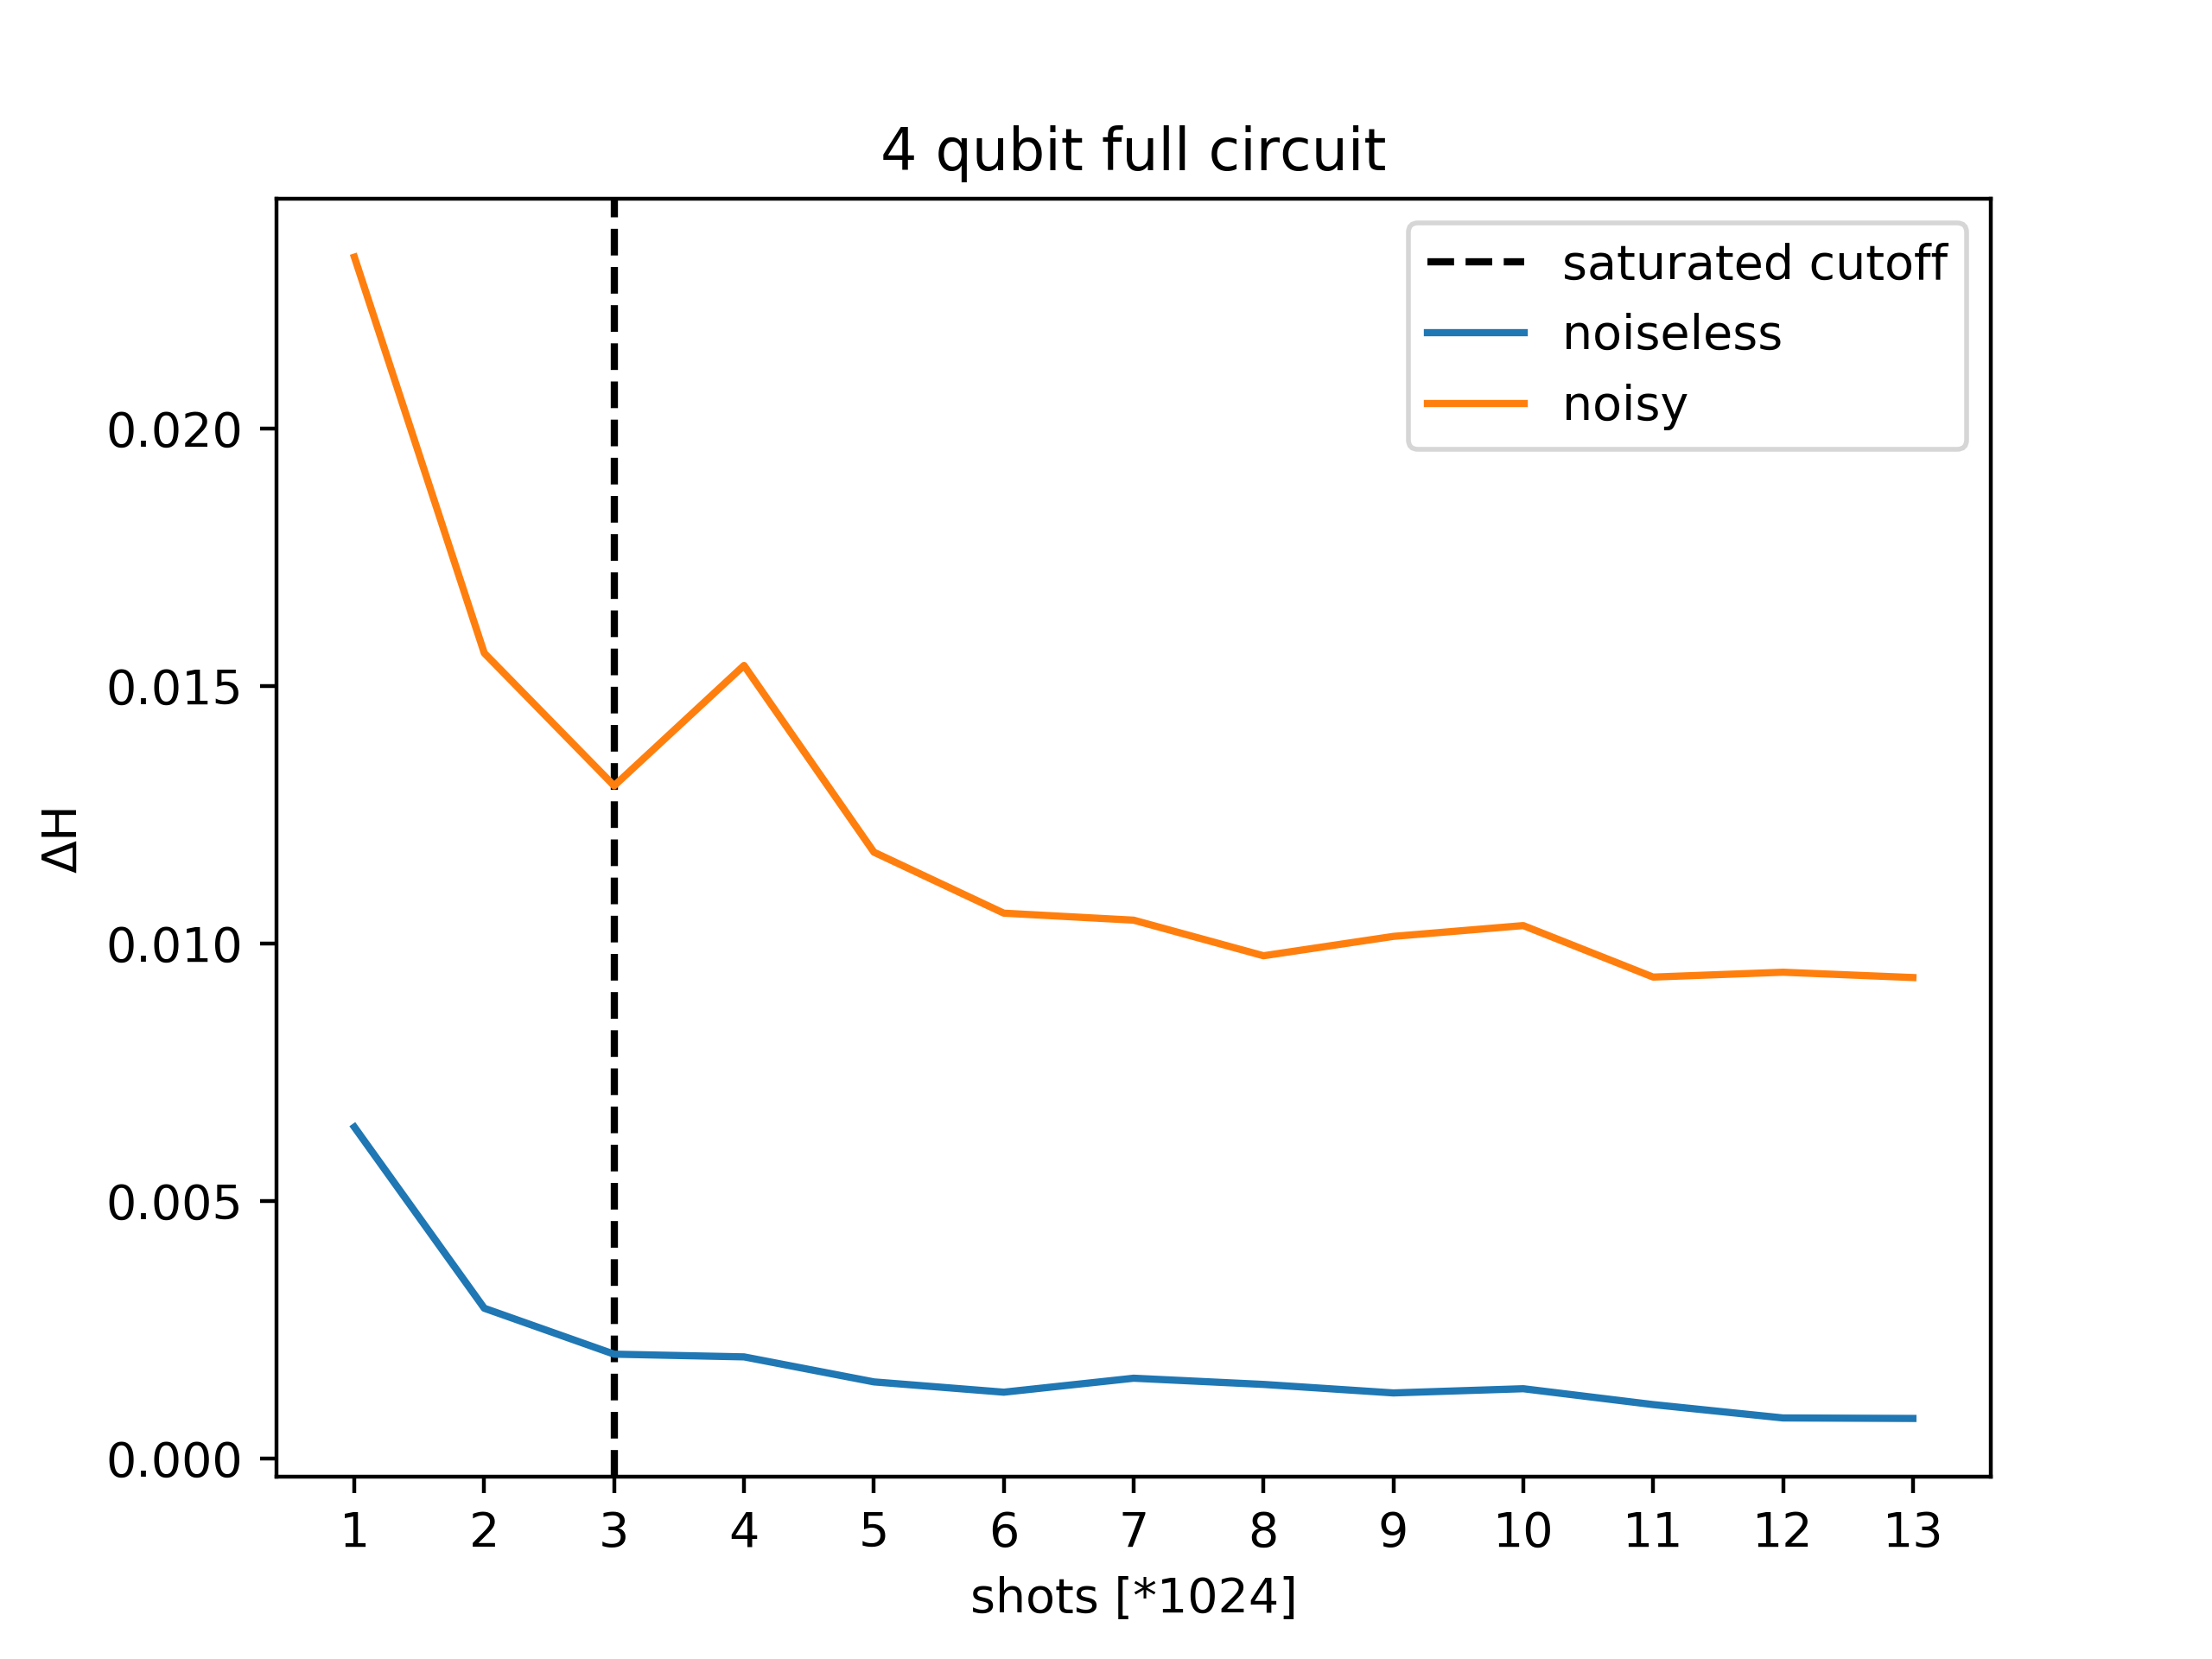 4 qubit full circuit
saturated cutoff
noiseless
noisy
0.020
0.015
0.010
0.005
0.000
ΔH
1 2 3 4 5 6 7 8 9 10 11 12 13
shots [*1024]